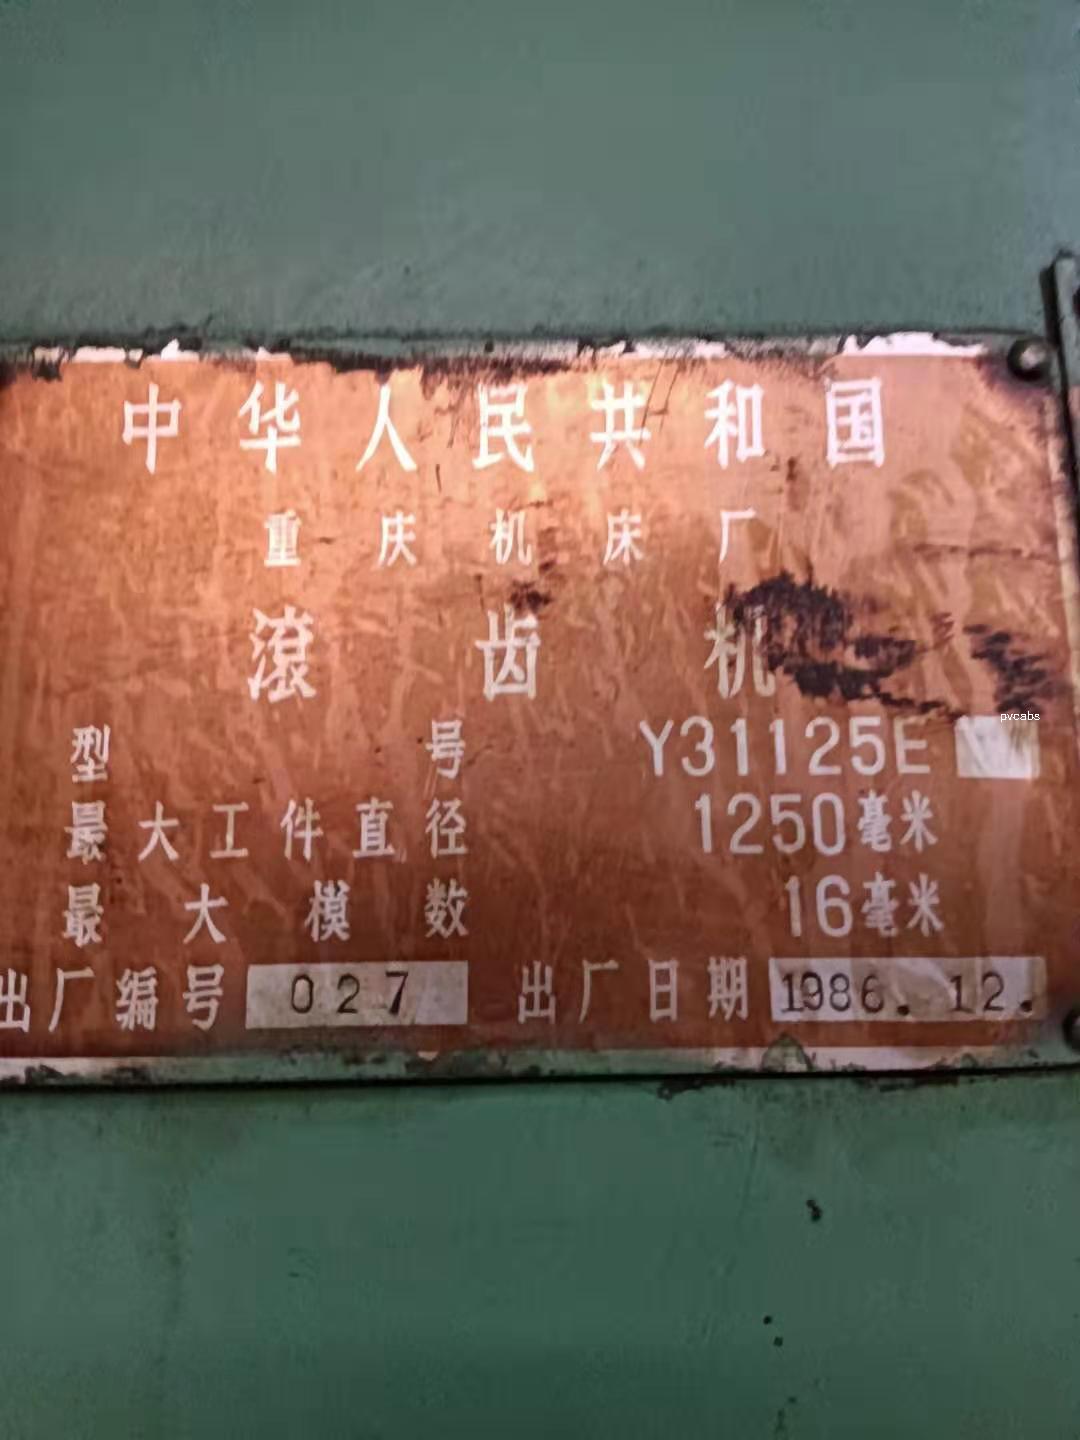 中华人民共和国
重庆机床厂
滚齿机
型号 Y31125E
pvcabs
最大工件直径 1250毫米
最大模数 16毫米
出厂编号 027 出厂日期 1986.12.